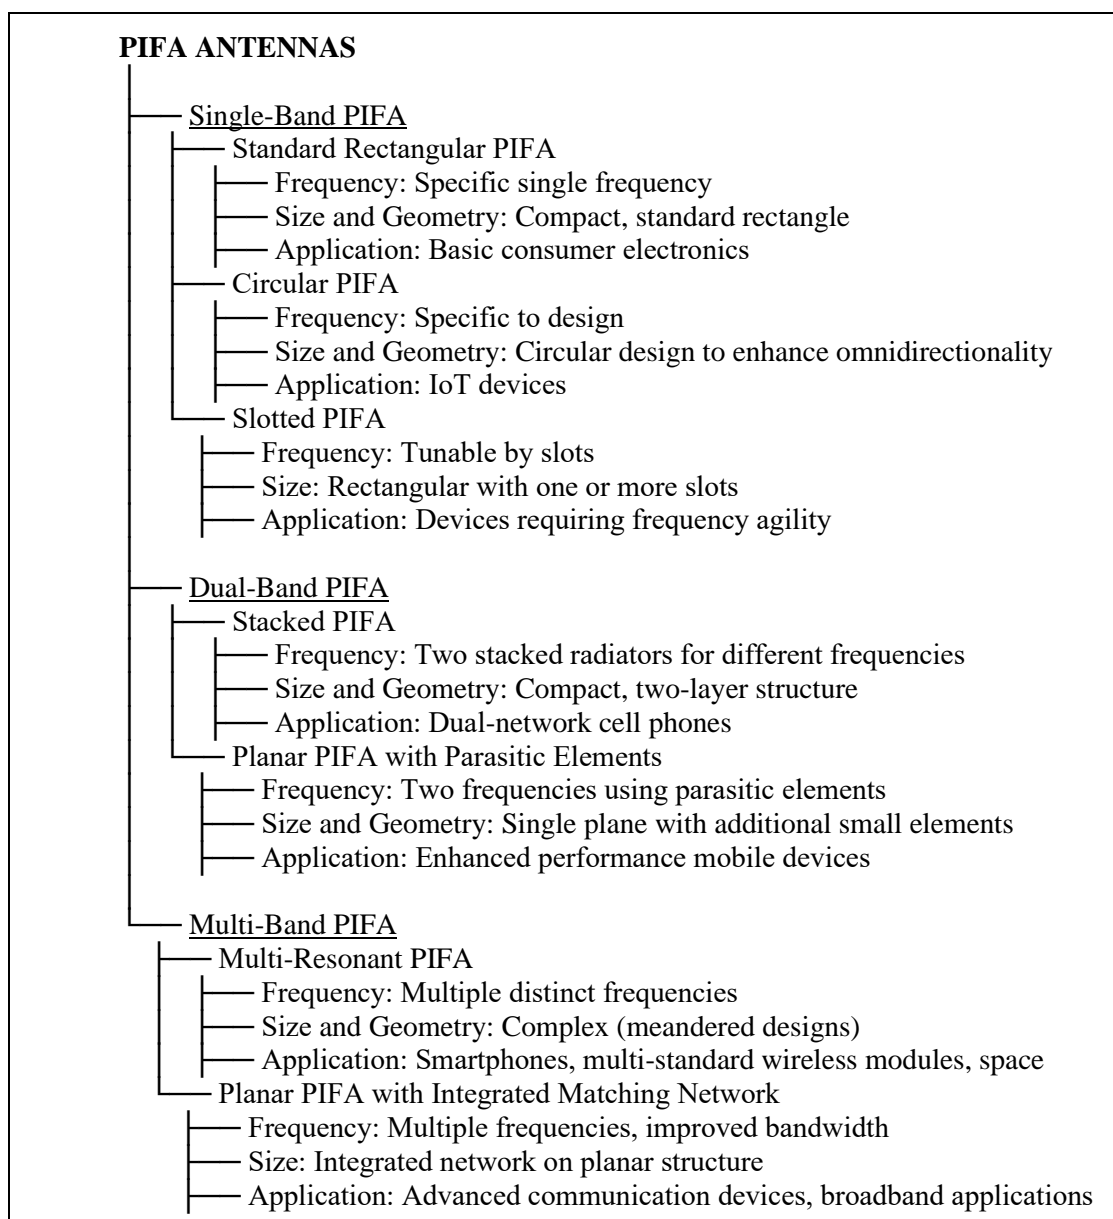 PIFA ANTENNAS
Single-Band PIFA
Standard Rectangular PIFA
Frequency: Specific single frequency
Size and Geometry: Compact, standard rectangle
Application: Basic consumer electronics
Circular PIFA
Frequency: Specific to design
Size and Geometry: Circular design to enhance omnidirectionality
Application: IoT devices
Slotted PIFA
Frequency: Tunable by slots
Size: Rectangular with one or more slots
Application: Devices requiring frequency agility
Dual-Band PIFA
Stacked PIFA
Frequency: Two stacked radiators for different frequencies
Size and Geometry: Compact, two-layer structure
Application: Dual-network cell phones
Planar PIFA with Parasitic Elements
Frequency: Two frequencies using parasitic elements
Size and Geometry: Single plane with additional small elements
Application: Enhanced performance mobile devices
Multi-Band PIFA
Multi-Resonant PIFA
Frequency: Multiple distinct frequencies
Size and Geometry: Complex (meandered designs)
Application: Smartphones, multi-standard wireless modules, space
Planar PIFA with Integrated Matching Network
Frequency: Multiple frequencies, improved bandwidth
Size: Integrated network on planar structure
Application: Advanced communication devices, broadband applications